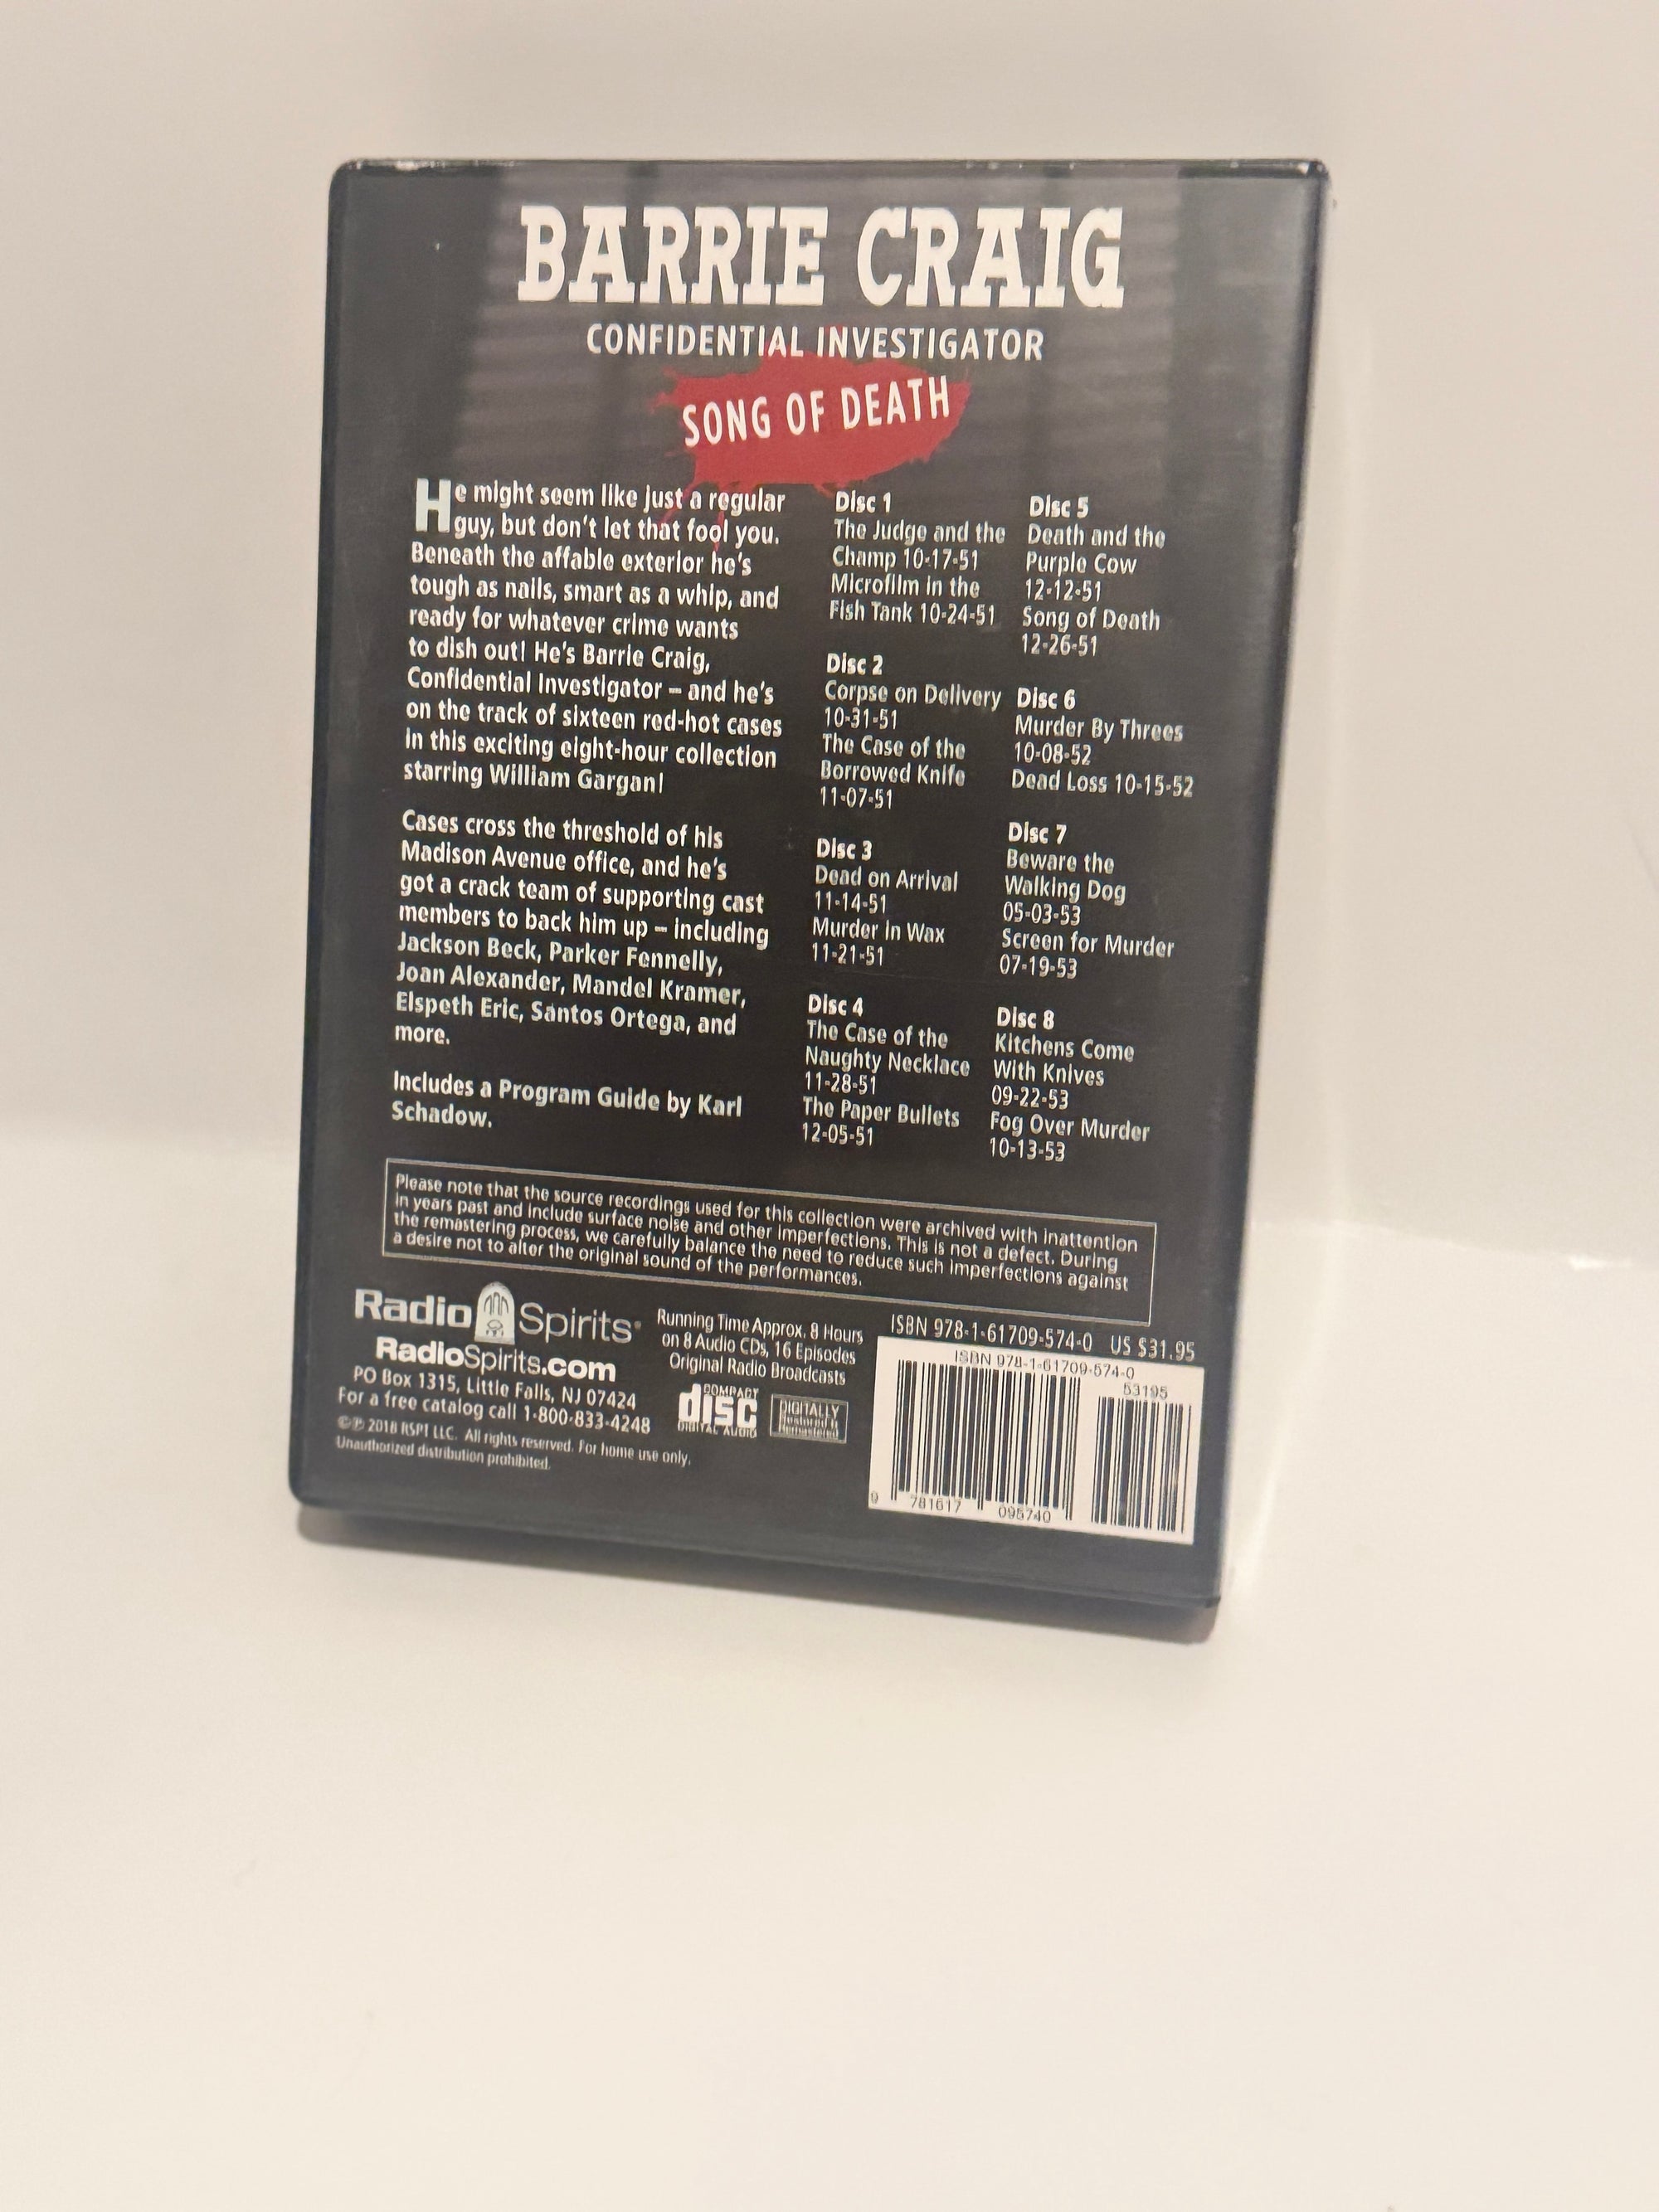 BARRIE CRAIG
CONFIDENTIAL INVESTIGATOR
SONG OF DEATH
He might seem like just a regular
guy, but don't let that fool you.
Beneath the affable exterior he's
tough as nails, smart as a whip, and
ready for whatever crime wants
to dish out! He's Barrie Craig,
Confidential Investigator – and he's
on the track of sixteen red-hot cases
in this exciting eight-hour collection
starring William Gargan!
Cases cross the threshold of his
Madison Avenue office, and he's
got a crack team of supporting cast
members to back him up – including
Jackson Beck, Parker Fennelly,
Joan Alexander, Mandel Kramer,
Elspeth Eric, Santos Ortega, and
more.
Includes a Program Guide by Karl
Schadow.
Disc 1
The Judge and the
Champ 10-17-51
Microfilm in the
Fish Tank 10-24-51
Disc 2
Corpse on Delivery
10-31-51
The Case of the
Borrowed Knife
11-07-51
Disc 3
Dead on Arrival
11-14-51
Murder in Wax
11-21-51
Disc 4
The Case of the
Naughty Necklace
11-28-51
The Paper Bullets
12-05-51
Disc 5
Death and the
Purple Cow
12-12-51
Song of Death
12-26-51
Disc 6
Murder By Threes
10-08-52
Dead Loss 10-15-52
Disc 7
Beware the
Walking Dog
05-03-53
Screen for Murder
07-19-53
Disc 8
Kitchens Come
With Knives
09-22-53
Fog Over Murder
10-13-53
Please note that the source recordings used for this collection were archived with inattention
in years past and include surface noise and other imperfections. This is not a defect. During
the remastering process, we carefully balance the need to reduce such imperfections against
a desire not to alter the original sound of the performances.
Radio Spirits®
RadioSpirits.com
PO Box 1315, Little Falls, NJ 07424
For a free catalog call 1-800-833-4248
©℗ 2018 RSPT LLC. All rights reserved. For home use only.
Unauthorized distribution prohibited.
Running Time Approx. 8 Hours
on 8 Audio CDs, 16 Episodes
Original Radio Broadcasts
COMPACT
disc
DIGITAL AUDIO
DIGITALLY
Restored &
Remastered
ISBN 978-1-61709-574-0 US $31.95
ISBN 978-1-61709-574-0
53195
9 781617 095740